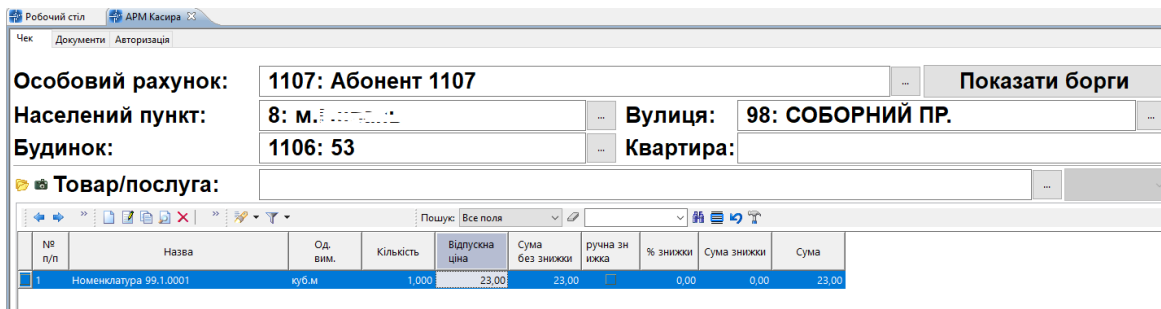 Робочий стіл АРМ Касира
Чек Документи Авторизація
Особовий рахунок: 1107: Абонент 1107 ... Показати борги
Населений пункт: 8: м. ... Вулиця: 98: СОБОРНИЙ ПР. ...
Будинок: 1106: 53 ... Квартира:
Товар/послуга: ...
Пошук: Все поля
№ п/п Назва Од. вим. Кількість Відпускна ціна Сума без знижки ручна зн ижка % знижки Сума знижки Сума
1 Номенклатура 99.1.0001 куб.м 1,000 23,00 23,00 0,00 0,00 23,00